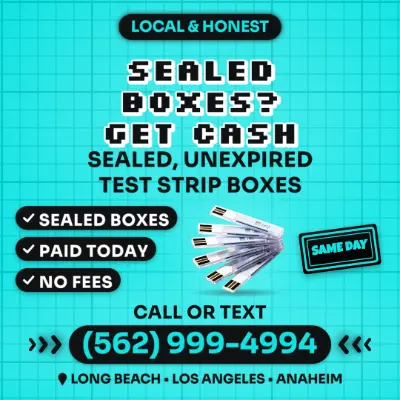 LOCAL & HONEST
SEALED
BOXES?
GET CASH
SEALED, UNEXPIRED
TEST STRIP BOXES
SEALED BOXES
PAID TODAY
NO FEES
SAME DAY
CALL OR TEXT
(562) 999-4994
LONG BEACH • LOS ANGELES • ANAHEIM